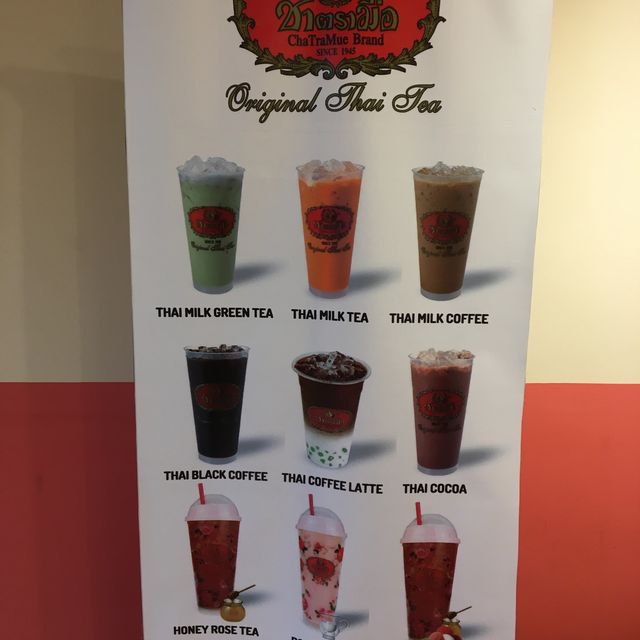 ชาตรามือ
ChaTraMue Brand
SINCE 1945
Original Thai Tea
THAI MILK GREEN TEA
THAI MILK TEA
THAI MILK COFFEE
THAI BLACK COFFEE
THAI COFFEE LATTE
THAI COCOA
HONEY ROSE TEA